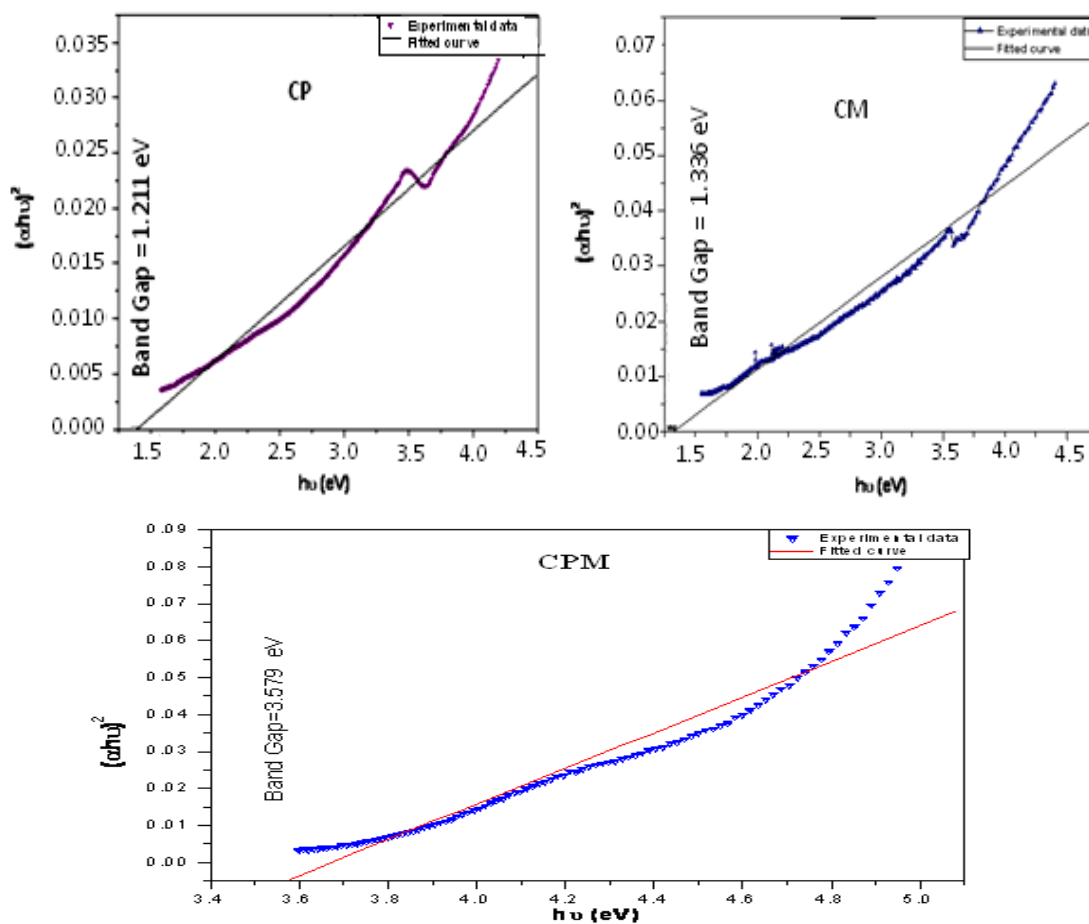 Experimental data
Fitted curve
CP
Band Gap = 1.211 eV
(αhυ)²
0.035
0.030
0.025
0.020
0.015
0.010
0.005
0.000
1.5 2.0 2.5 3.0 3.5 4.0 4.5
hυ (eV)
Experimental data
Fitted curve
CM
Band Gap = 1.336 eV
(αhυ)²
0.07
0.06
0.05
0.04
0.03
0.02
0.01
0.00
1.5 2.0 2.5 3.0 3.5 4.0 4.5
hυ (eV)
Experimental data
Fitted curve
CPM
Band Gap=3.579 eV
(αhυ)²
0.09
0.08
0.07
0.06
0.05
0.04
0.03
0.02
0.01
0.00
3.4 3.6 3.8 4.0 4.2 4.4 4.6 4.8 5.0
hυ (eV)